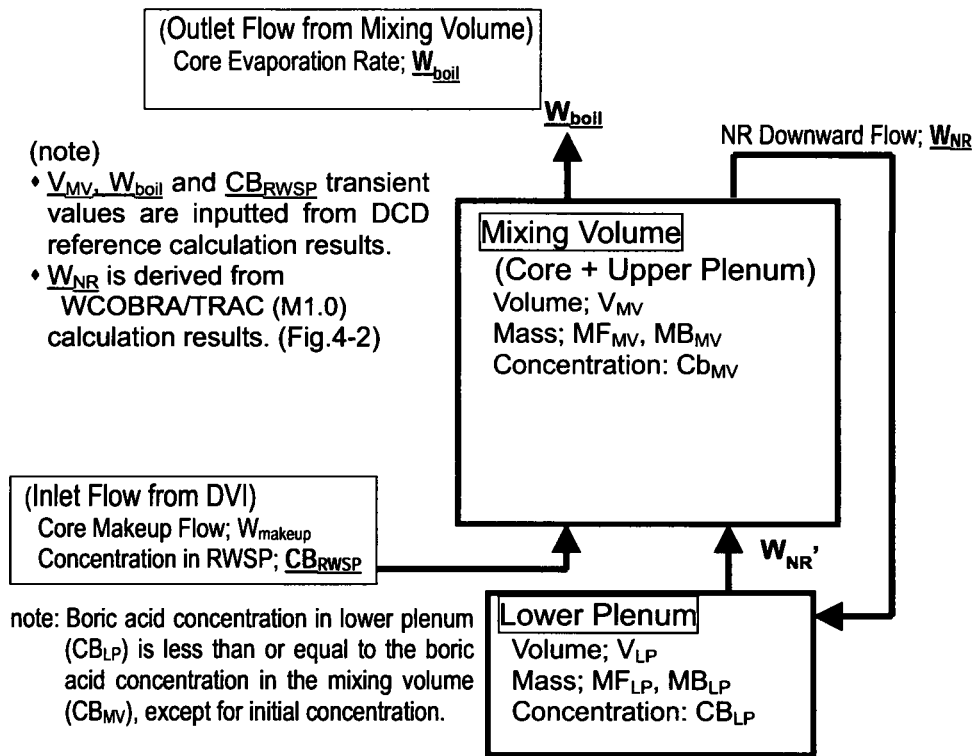 (Outlet Flow from Mixing Volume)
Core Evaporation Rate; W_boil
W_boil
NR Downward Flow; W_NR
(note)
• V_MV, W_boil and CB_RWSP transient
values are inputted from DCD
reference calculation results.
• W_NR is derived from
WCOBRA/TRAC (M1.0)
calculation results. (Fig.4-2)
Mixing Volume
(Core + Upper Plenum)
Volume; V_MV
Mass; MF_MV, MB_MV
Concentration: Cb_MV
(Inlet Flow from DVI)
Core Makeup Flow; W_makeup
Concentration in RWSP; CB_RWSP
W_NR'
note: Boric acid concentration in lower plenum
(CB_LP) is less than or equal to the boric
acid concentration in the mixing volume
(CB_MV), except for initial concentration.
Lower Plenum
Volume; V_LP
Mass; MF_LP, MB_LP
Concentration: CB_LP